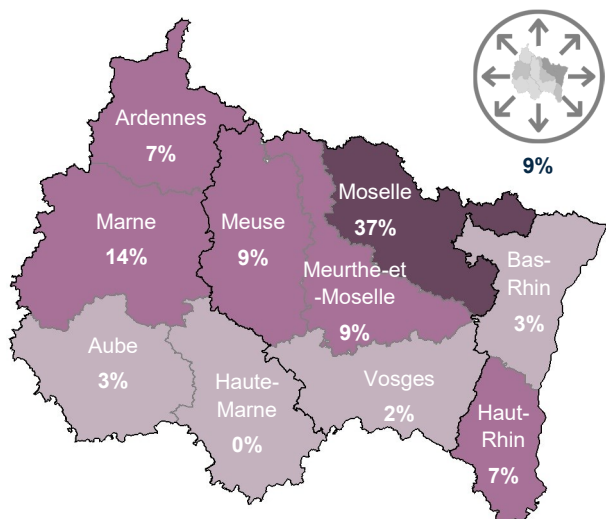 Ardennes
7%
9%
Moselle
37%
Marne
14%
Meuse
9%
Meurthe-et
-Moselle
9%
Bas-
Rhin
3%
Aube
3%
Haute-
Marne
0%
Vosges
2%
Haut-
Rhin
7%